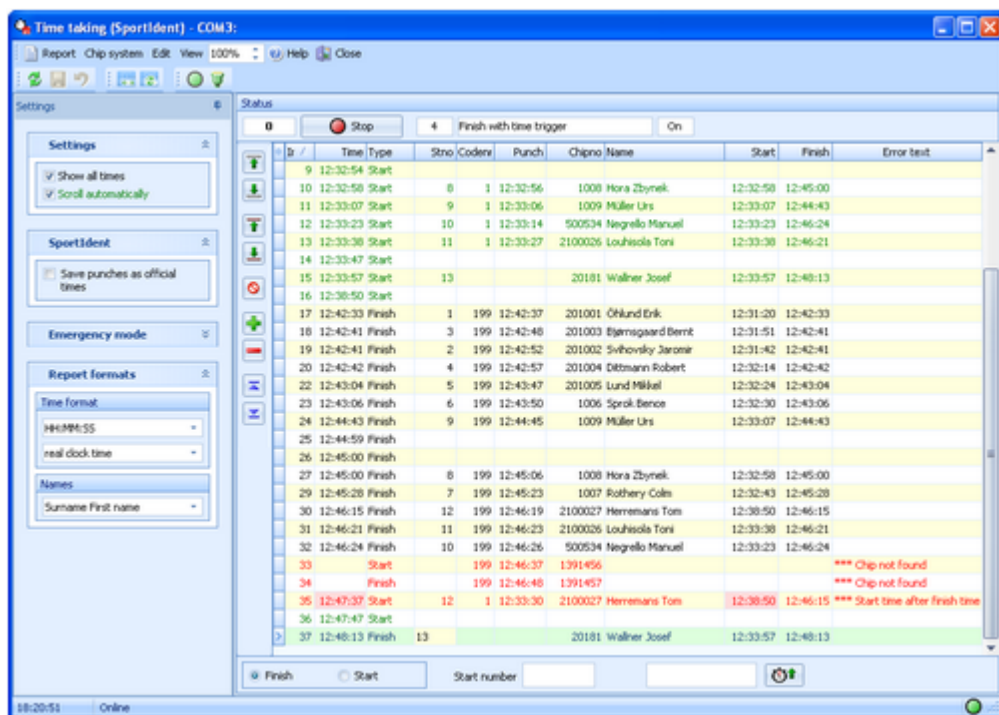 Time taking (SportIdent) - COM3:
Report Chip system Edit View 100% Help Close
Settings
Status
0 Stop 4 Finish with time trigger On
Settings
Show all times
Scroll automatically
SportIdent
Save punches as official
times
Emergency mode
Report formats
Time format
HH:MM:SS
real clock time
Names
Surname First name
Time Type Stno Codenr Punch Chipno Name Start Finish Error text
9 12:32:54 Start
10 12:32:58 Start 8 1 12:32:56 1008 Hora Zbynek 12:32:58 12:45:00
11 12:33:07 Start 9 1 12:33:06 1009 Müller Urs 12:33:07 12:44:43
12 12:33:23 Start 10 1 12:33:14 500534 Negrello Manuel 12:33:23 12:46:24
13 12:33:38 Start 11 1 12:33:27 2100026 Louhisola Toni 12:33:38 12:46:21
14 12:33:47 Start
15 12:33:57 Start 13 20181 Wallner Josef 12:33:57 12:48:13
16 12:38:50 Start
17 12:42:33 Finish 1 199 12:42:37 201001 Öhlund Erik 12:31:20 12:42:33
18 12:42:41 Finish 3 199 12:42:48 201003 Bjørnsgaard Bernt 12:31:51 12:42:41
19 12:42:41 Finish 2 199 12:42:52 201002 Svihovsky Jaromir 12:31:42 12:42:41
20 12:42:42 Finish 4 199 12:42:57 201004 Dittmann Robert 12:32:14 12:42:42
22 12:43:04 Finish 5 199 12:43:47 201005 Lund Mikkel 12:32:24 12:43:04
23 12:43:06 Finish 6 199 12:43:50 1006 Sprok Bence 12:32:30 12:43:06
24 12:44:43 Finish 9 199 12:44:45 1009 Müller Urs 12:33:07 12:44:43
25 12:44:59 Finish
26 12:45:00 Finish
27 12:45:00 Finish 8 199 12:45:06 1008 Hora Zbynek 12:32:58 12:45:00
29 12:45:28 Finish 7 199 12:45:23 1007 Rothery Colm 12:32:43 12:45:28
30 12:46:15 Finish 12 199 12:46:19 2100027 Herremans Tom 12:38:50 12:46:15
31 12:46:21 Finish 11 199 12:46:23 2100026 Louhisola Toni 12:33:38 12:46:21
32 12:46:24 Finish 10 199 12:46:26 500534 Negrello Manuel 12:33:23 12:46:24
33 Start 199 12:46:37 1391456 *** Chip not found
34 Finish 199 12:46:48 1391457 *** Chip not found
35 12:47:37 Start 12 1 12:33:30 2100027 Herremans Tom 12:38:50 12:46:15 *** Start time after finish time
36 12:47:47 Start
37 12:48:13 Finish 13 20181 Wallner Josef 12:33:57 12:48:13
Finish Start Start number
18:20:51 Online